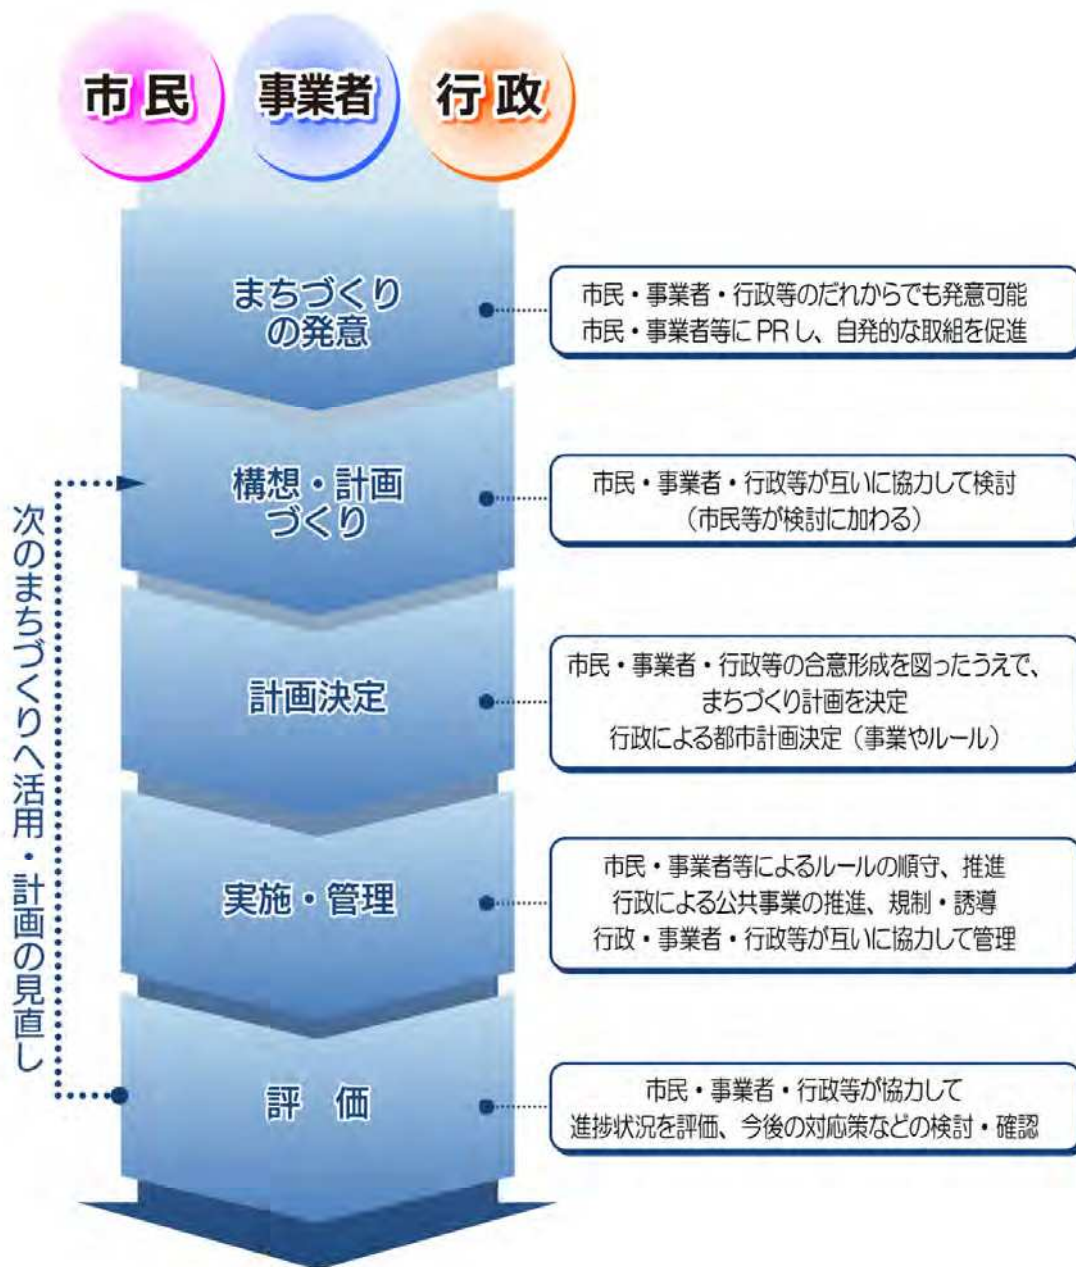 市民
事業者
行政
まちづくり
の発意
市民・事業者・行政等のだれからでも発意可能
市民・事業者等にPRし、自発的な取組を促進
構想・計画
づくり
市民・事業者・行政等が互いに協力して検討
（市民等が検討に加わる）
計画決定
市民・事業者・行政等の合意形成を図ったうえで、
まちづくり計画を決定
行政による都市計画決定（事業やルール）
実施・管理
市民・事業者等によるルールの順守、推進
行政による公共事業の推進、規制・誘導
行政・事業者・行政等が互いに協力して管理
評　価
市民・事業者・行政等が協力して
進捗状況を評価、今後の対応策などの検討・確認
次のまちづくりへ活用・計画の見直し